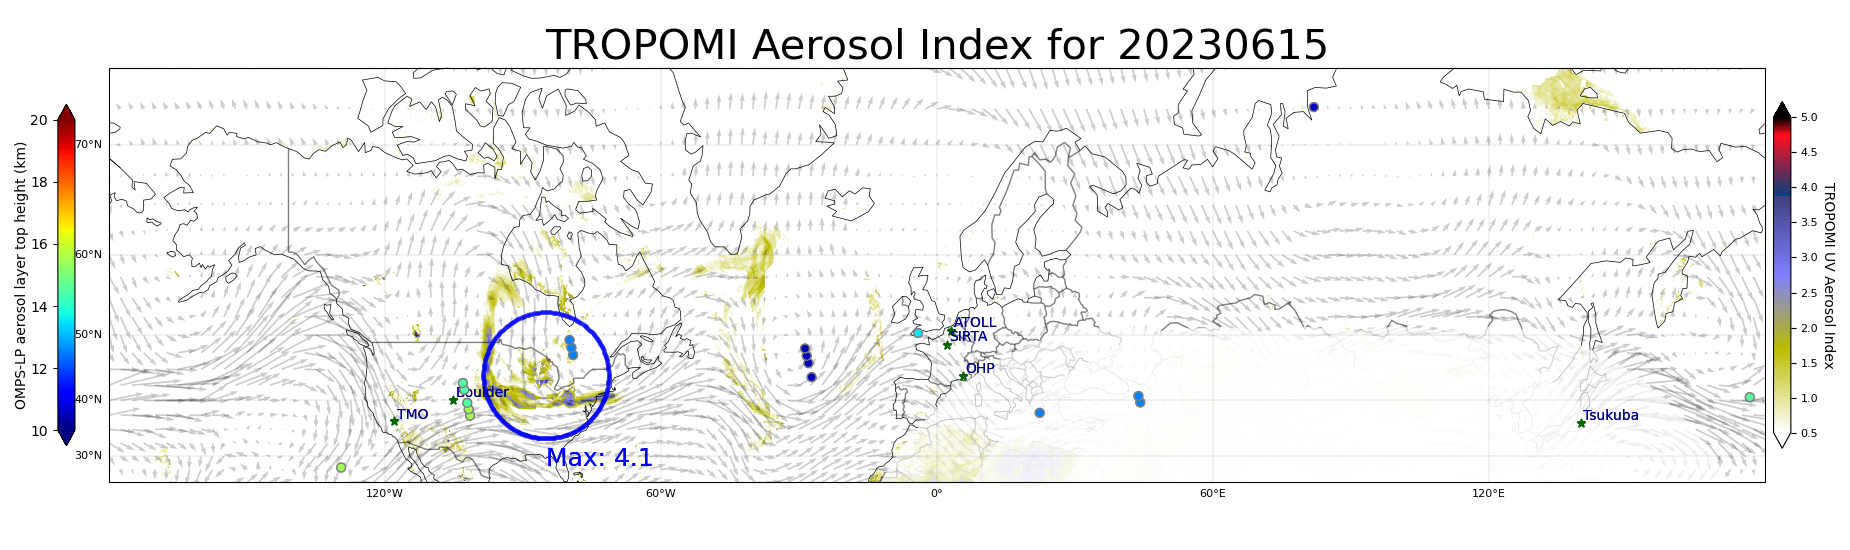 TROPOMI Aerosol Index for 20230615
OMPS-LP aerosol layer top height (km)
20
18
16
14
12
10
70°N
60°N
50°N
40°N
30°N
120°W
60°W
0°
60°E
120°E
ATOLL
SIRTA
OHP
Boulder
TMO
Tsukuba
Max: 4.1
5.0
4.5
4.0
3.5
3.0
2.5
2.0
1.5
1.0
0.5
TROPOMI UV Aerosol Index